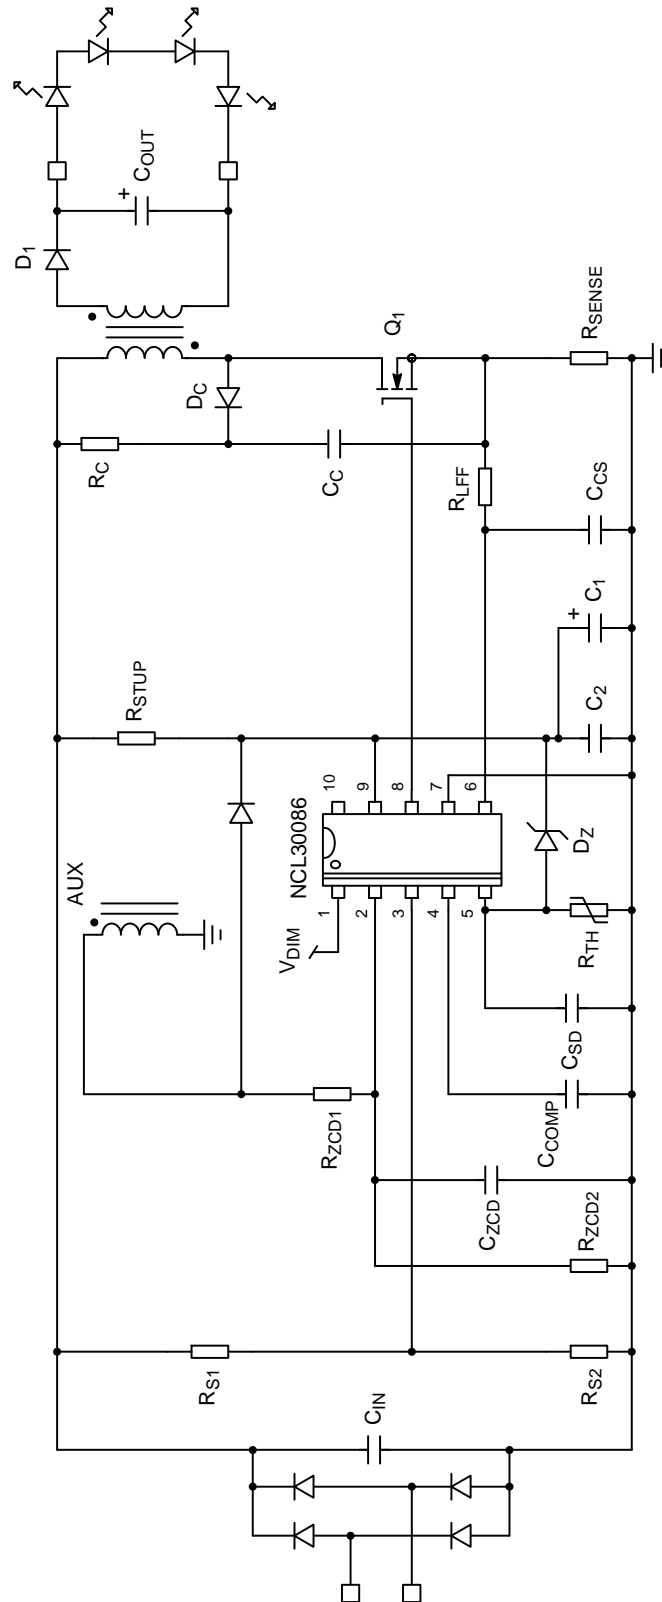 COUT
+
D1
Q1
RSENSE
DC
RC
CC
RLFF
CCS
C1
+
RSTUP
C2
AUX
NCL30086
10
9
8
7
6
1
2
3
4
5
VDIM
DZ
RTH
CSD
CCOMP
RZCD1
CZCD
RZCD2
RS1
RS2
CIN